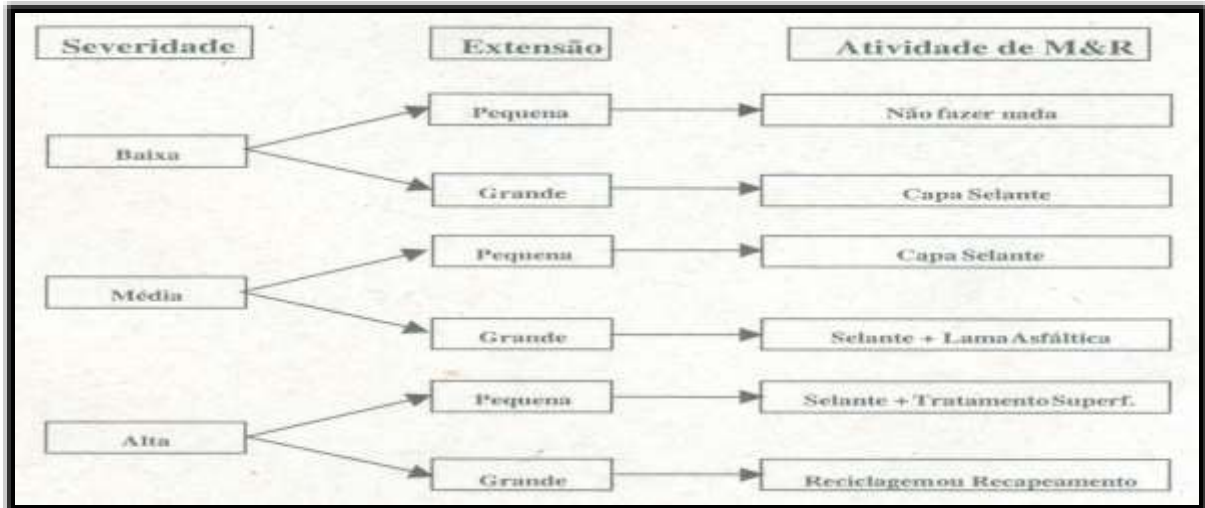 Severidade Extensão Atividade de M&R
Pequena Não fazer nada
Baixa
Grande Capa Selante
Pequena Capa Selante
Média
Grande Selante + Lama Asfáltica
Pequena Selante + Tratamento Superf.
Alta
Grande Reciclagem ou Recapeamento